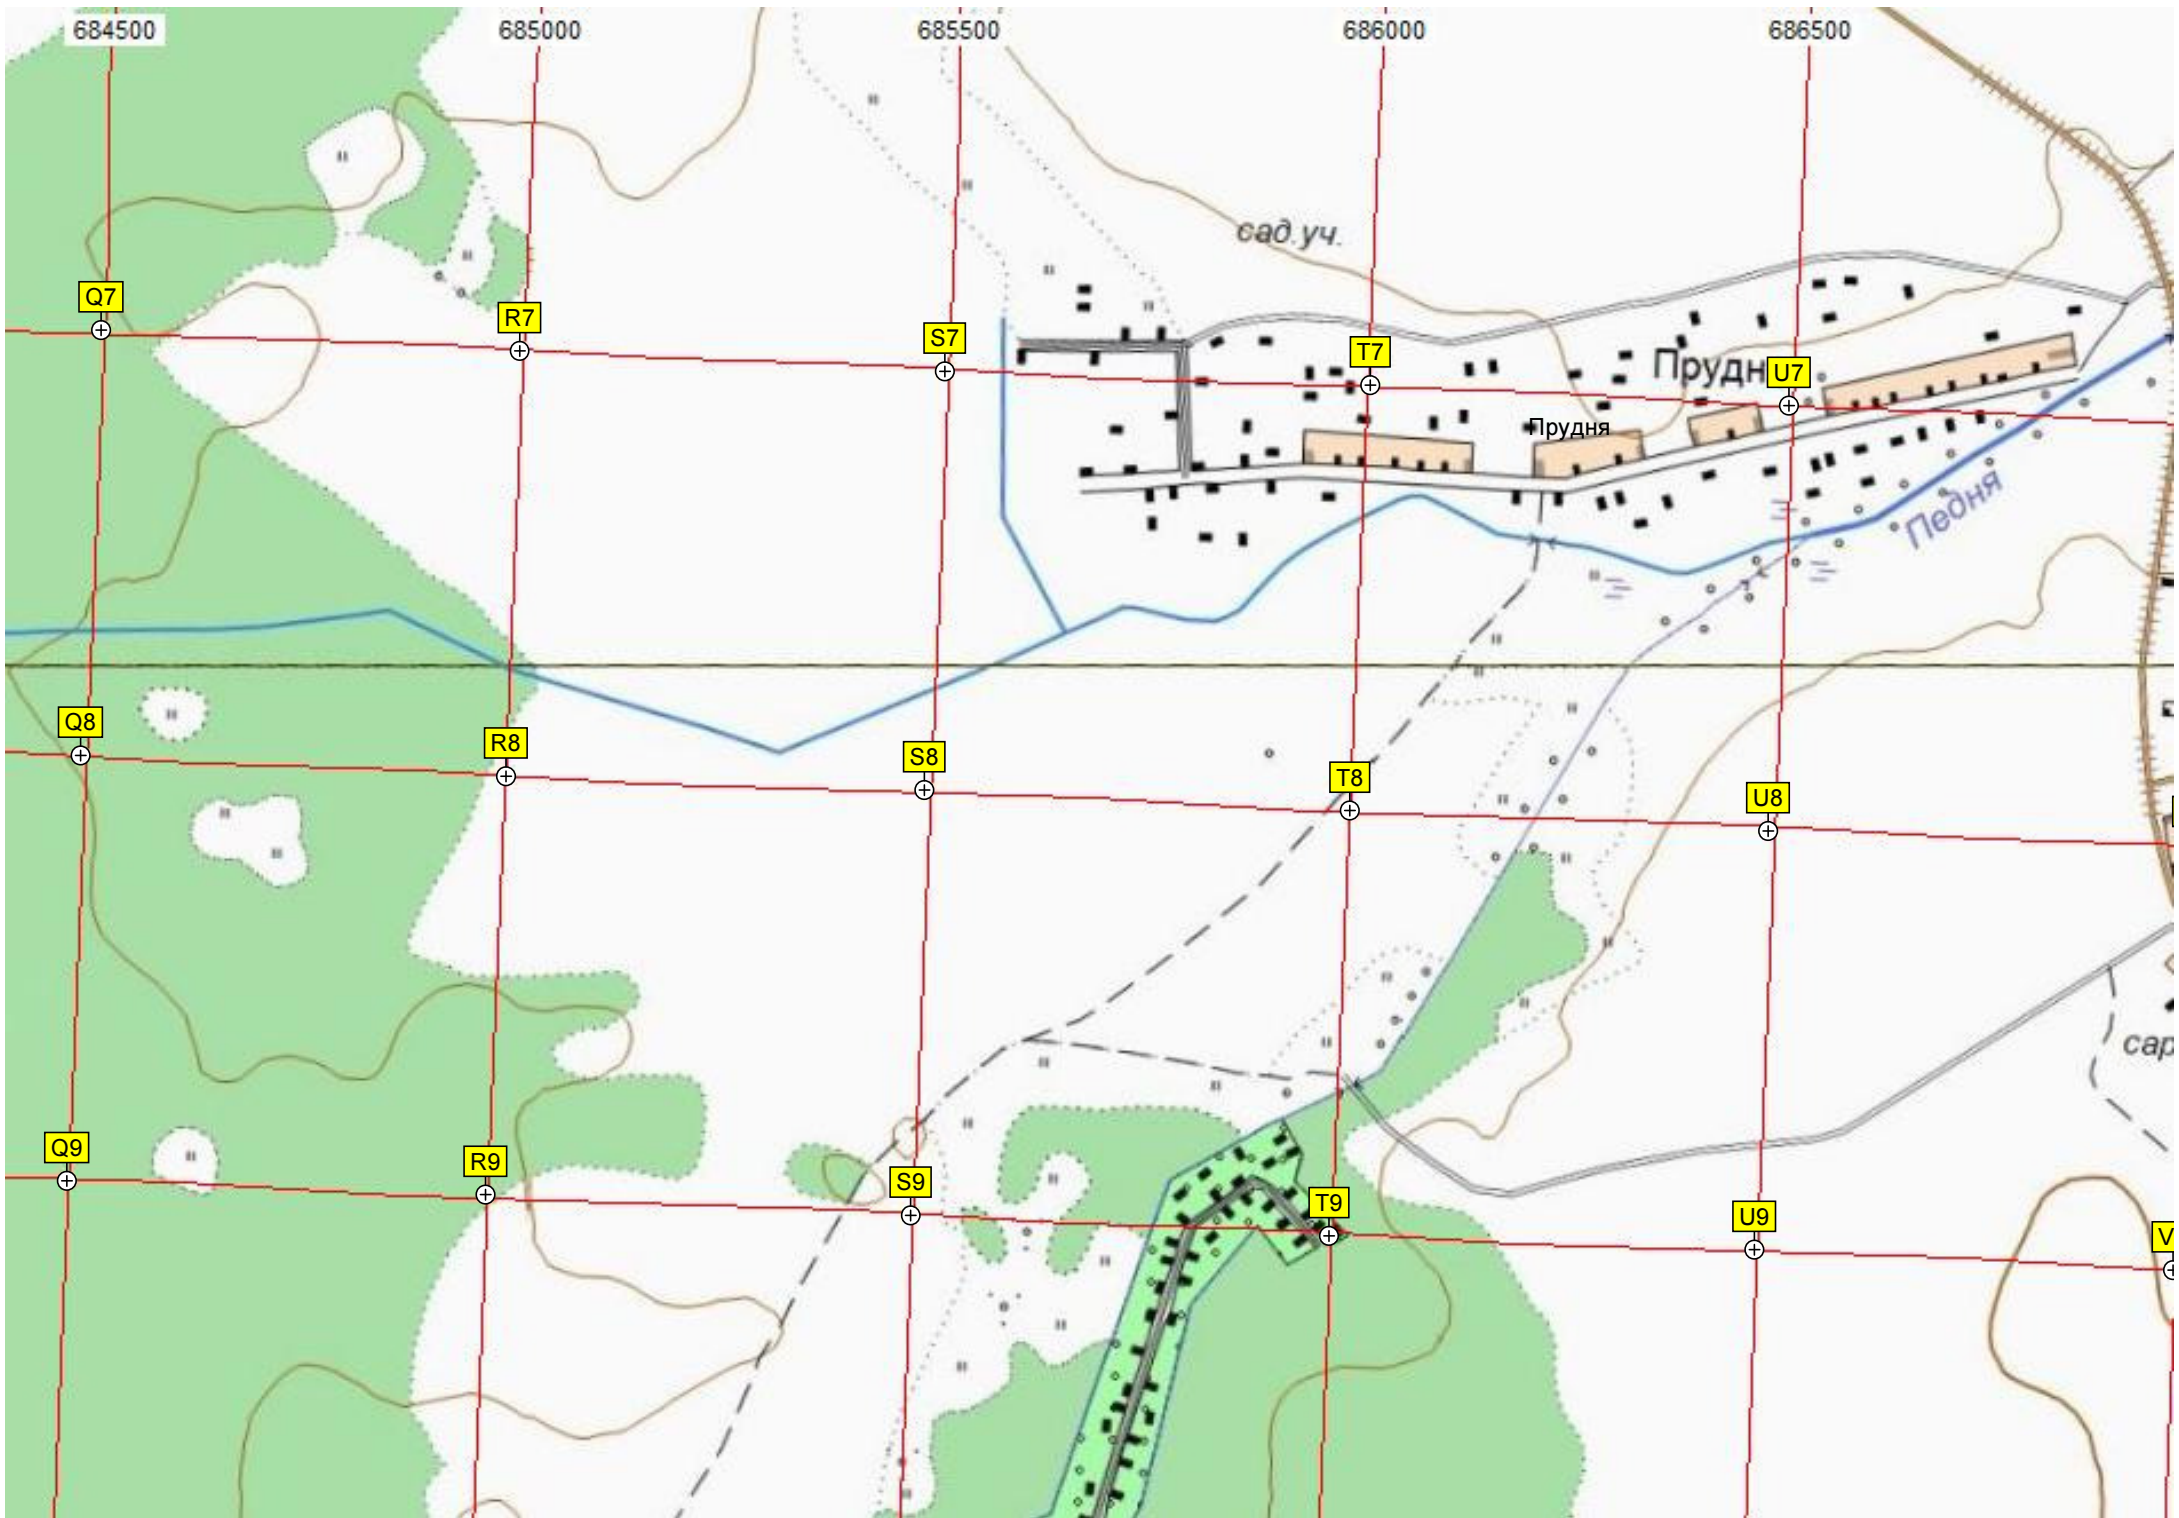 684500 685000 685500 686000 686500
сад.уч.
Q7 R7 S7 T7 U7
Прудн
Прудня
Педня
Q8 R8 S8 T8 U8
сар
Q9 R9 S9 T9 U9 V